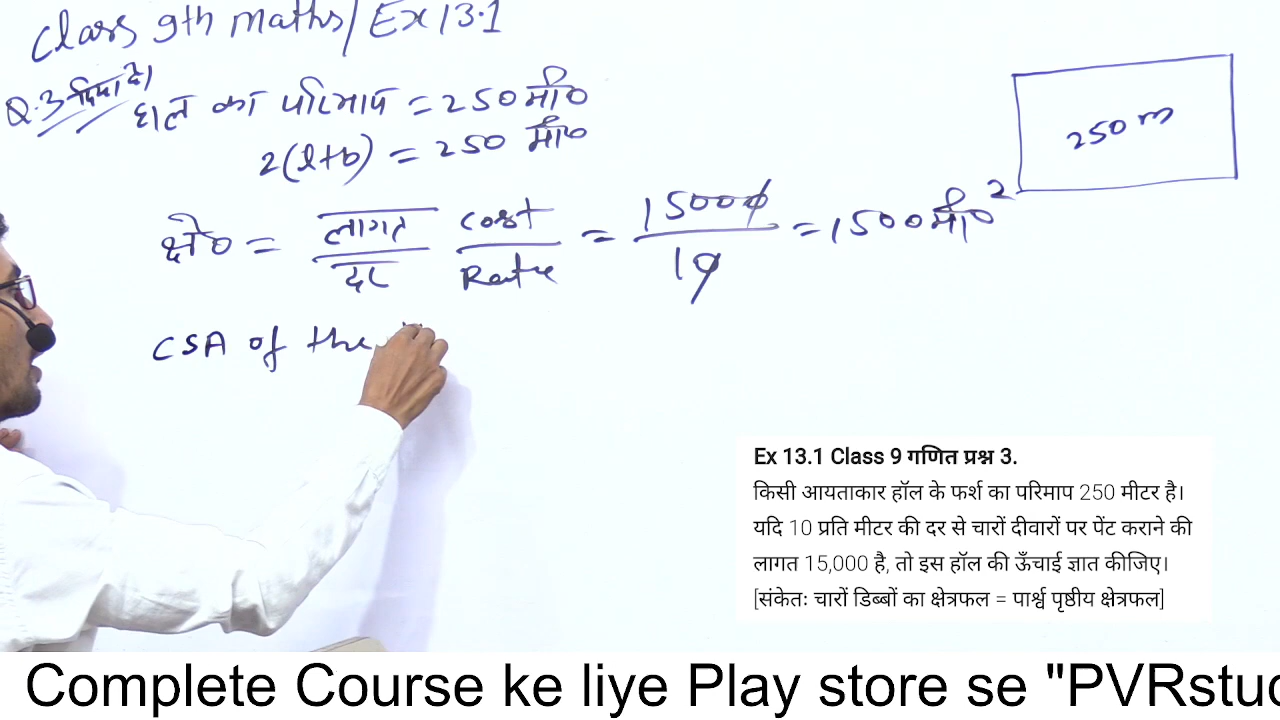 Class 9th maths/Ex 13.1
Q.3 दिया है।
हाल का परिमाप = 250 मी०
2(l+b) = 250 मी०
क्षे० = लागत/दर Cost/Rate = 15000/10 = 1500 मी०²
CSA of the
250 m
Ex 13.1 Class 9 गणित प्रश्न 3.
किसी आयताकार हॉल के फर्श का परिमाप 250 मीटर है।
यदि 10 प्रति मीटर की दर से चारों दीवारों पर पेंट कराने की
लागत 15,000 है, तो इस हॉल की ऊँचाई ज्ञात कीजिए।
[संकेतः चारों डिब्बों का क्षेत्रफल = पार्श्व पृष्ठीय क्षेत्रफल]
Complete Course ke liye Play store se "PVRstud